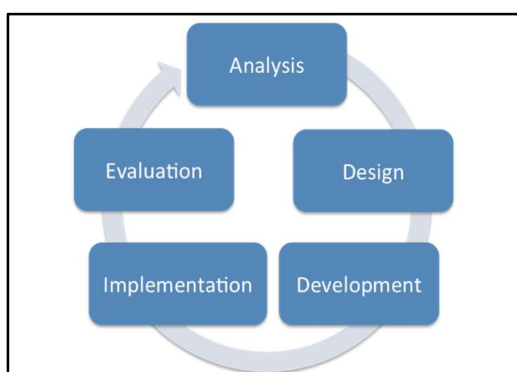 Analysis
Design
Development
Implementation
Evaluation